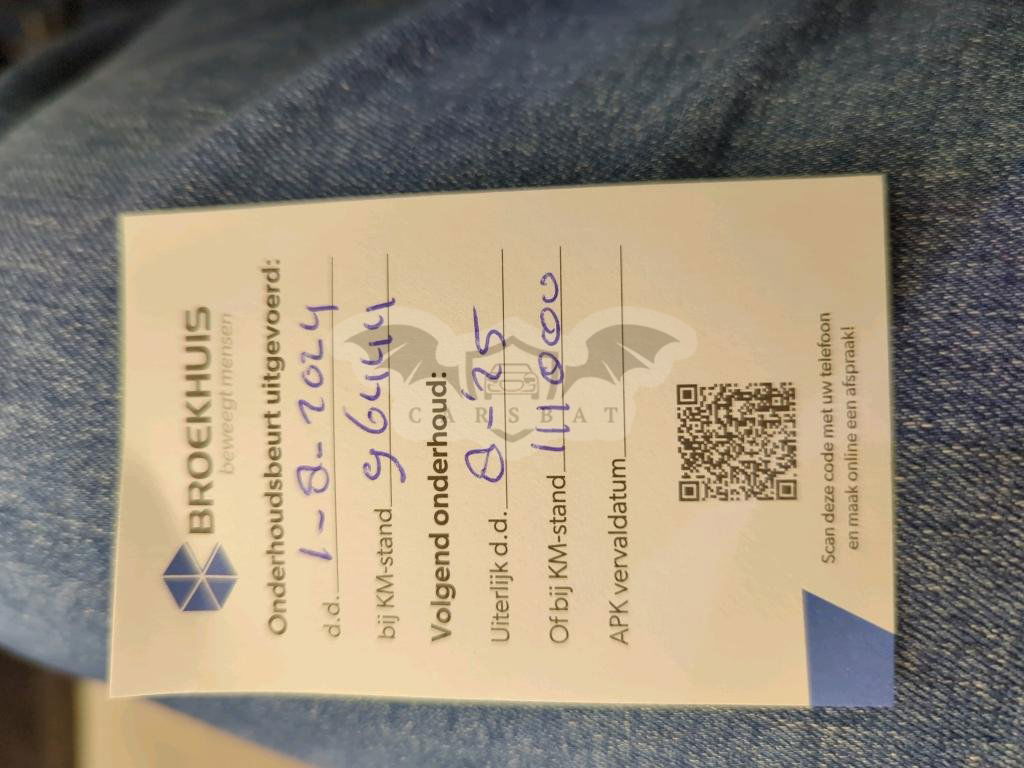 BROEKHUIS
beweegt mensen
Onderhoudsbeurt uitgevoerd:
d.d. 1-8-2024
bij KM-stand 96444
Volgend onderhoud:
Uiterlijk d.d. 8-'25
Of bij KM-stand 111000
APK vervaldatum
Scan deze code met uw telefoon
en maak online een afspraak!
CARSBAT